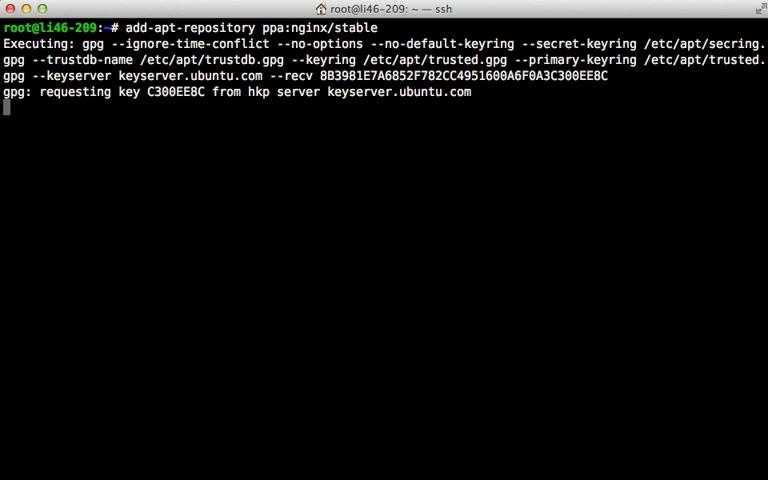 root@li46-209: ~ — ssh
root@li46-209:~# add-apt-repository ppa:nginx/stable
Executing: gpg --ignore-time-conflict --no-options --no-default-keyring --secret-keyring /etc/apt/secring.
gpg --trustdb-name /etc/apt/trustdb.gpg --keyring /etc/apt/trusted.gpg --primary-keyring /etc/apt/trusted.
gpg --keyserver keyserver.ubuntu.com --recv 8B3981E7A6852F782CC4951600A6F0A3C300EE8C
gpg: requesting key C300EE8C from hkp server keyserver.ubuntu.com